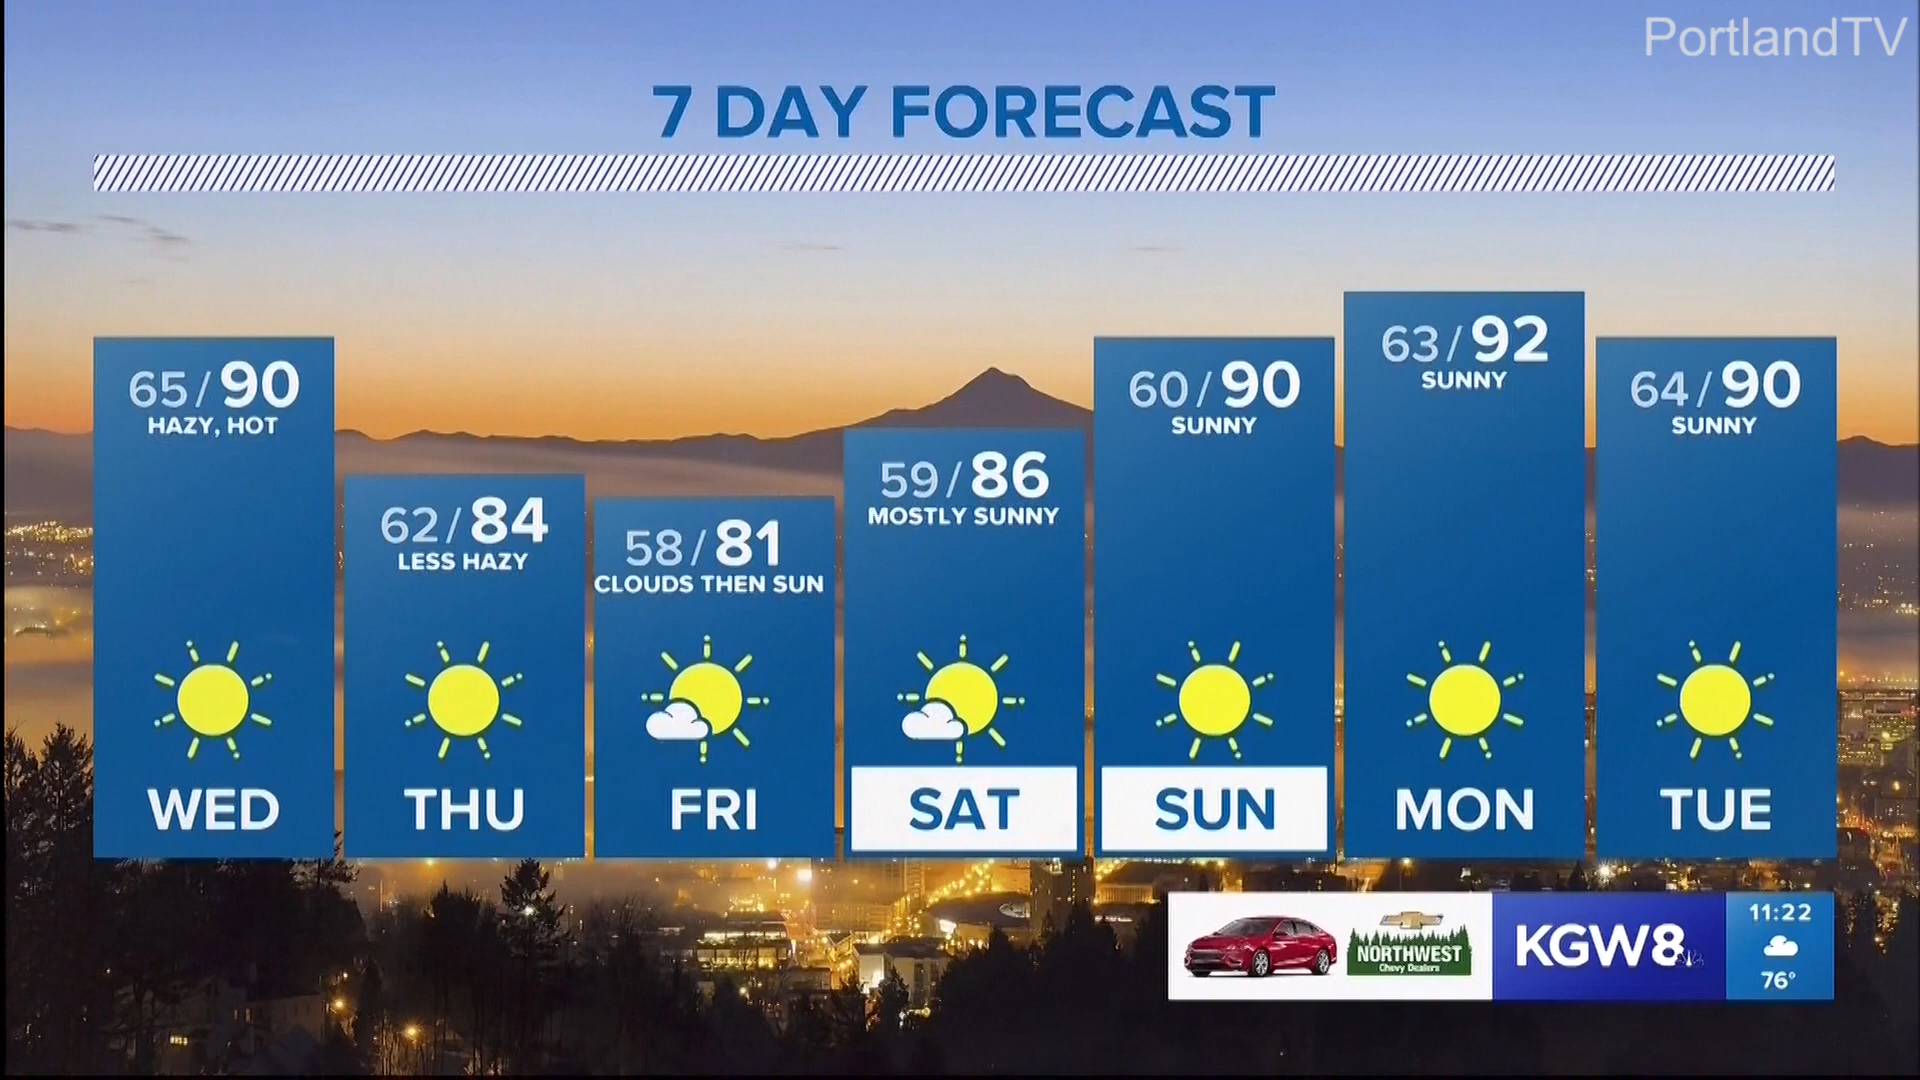 PortlandTV
7 DAY FORECAST
65/90
HAZY, HOT
WED
62/84
LESS HAZY
THU
58/81
CLOUDS THEN SUN
FRI
59/86
MOSTLY SUNNY
SAT
60/90
SUNNY
SUN
63/92
SUNNY
MON
64/90
SUNNY
TUE
NORTHWEST
Chevy Dealers
KGW8
11:22
76°